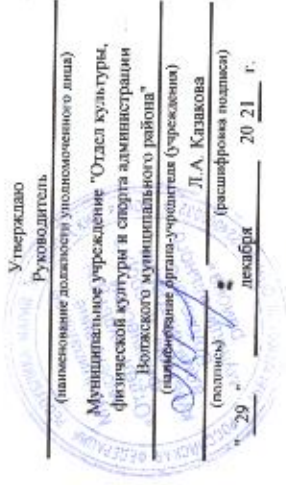 Утверждаю
Руководитель
(наименование должности уполномоченного лица)
Муниципальное учреждение "Отдел культуры,
физической культуры и спорта администрации
Волжского муниципального района"
(наименование органа-учредителя (учреждения)
Л.А. Казакова
(подпись) (расшифровка подписи)
" 29 " декабря 20 21 г.